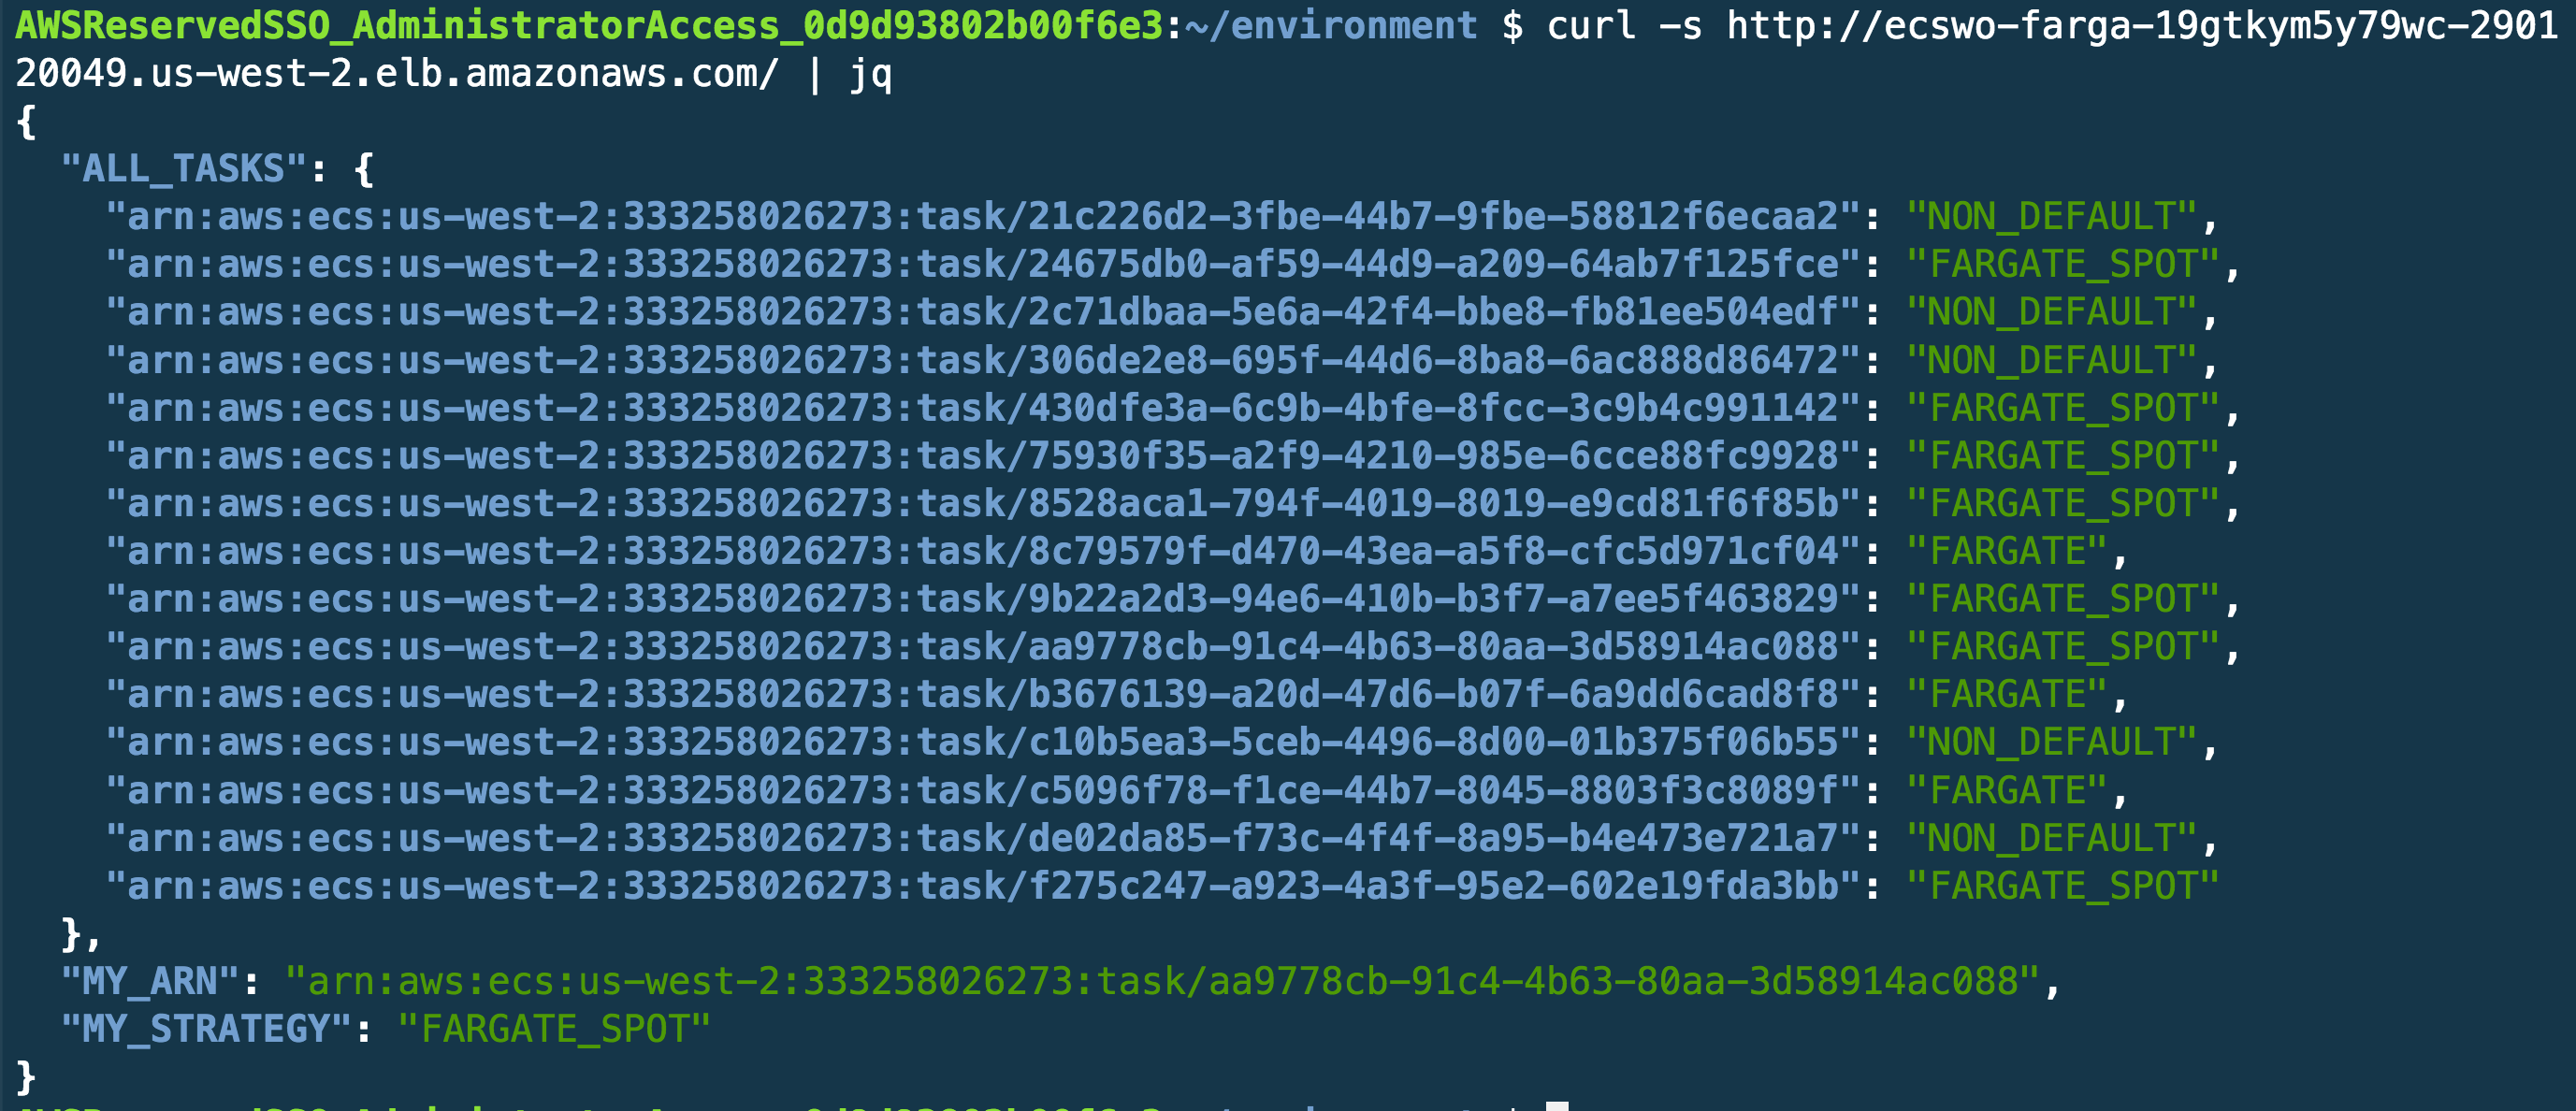 AWSReservedSSO_AdministratorAccess_0d9d93802b00f6e3:~/environment $ curl -s http://ecswo-farga-19gtkym5y79wc-2901
20049.us-west-2.elb.amazonaws.com/ | jq
{
  "ALL_TASKS": {
    "arn:aws:ecs:us-west-2:333258026273:task/21c226d2-3fbe-44b7-9fbe-58812f6ecaa2": "NON_DEFAULT",
    "arn:aws:ecs:us-west-2:333258026273:task/24675db0-af59-44d9-a209-64ab7f125fce": "FARGATE_SPOT",
    "arn:aws:ecs:us-west-2:333258026273:task/2c71dbaa-5e6a-42f4-bbe8-fb81ee504edf": "NON_DEFAULT",
    "arn:aws:ecs:us-west-2:333258026273:task/306de2e8-695f-44d6-8ba8-6ac888d86472": "NON_DEFAULT",
    "arn:aws:ecs:us-west-2:333258026273:task/430dfe3a-6c9b-4bfe-8fcc-3c9b4c991142": "FARGATE_SPOT",
    "arn:aws:ecs:us-west-2:333258026273:task/75930f35-a2f9-4210-985e-6cce88fc9928": "FARGATE_SPOT",
    "arn:aws:ecs:us-west-2:333258026273:task/8528aca1-794f-4019-8019-e9cd81f6f85b": "FARGATE_SPOT",
    "arn:aws:ecs:us-west-2:333258026273:task/8c79579f-d470-43ea-a5f8-cfc5d971cf04": "FARGATE",
    "arn:aws:ecs:us-west-2:333258026273:task/9b22a2d3-94e6-410b-b3f7-a7ee5f463829": "FARGATE_SPOT",
    "arn:aws:ecs:us-west-2:333258026273:task/aa9778cb-91c4-4b63-80aa-3d58914ac088": "FARGATE_SPOT",
    "arn:aws:ecs:us-west-2:333258026273:task/b3676139-a20d-47d6-b07f-6a9dd6cad8f8": "FARGATE",
    "arn:aws:ecs:us-west-2:333258026273:task/c10b5ea3-5ceb-4496-8d00-01b375f06b55": "NON_DEFAULT",
    "arn:aws:ecs:us-west-2:333258026273:task/c5096f78-f1ce-44b7-8045-8803f3c8089f": "FARGATE",
    "arn:aws:ecs:us-west-2:333258026273:task/de02da85-f73c-4f4f-8a95-b4e473e721a7": "NON_DEFAULT",
    "arn:aws:ecs:us-west-2:333258026273:task/f275c247-a923-4a3f-95e2-602e19fda3bb": "FARGATE_SPOT"
  },
  "MY_ARN": "arn:aws:ecs:us-west-2:333258026273:task/aa9778cb-91c4-4b63-80aa-3d58914ac088",
  "MY_STRATEGY": "FARGATE_SPOT"
}